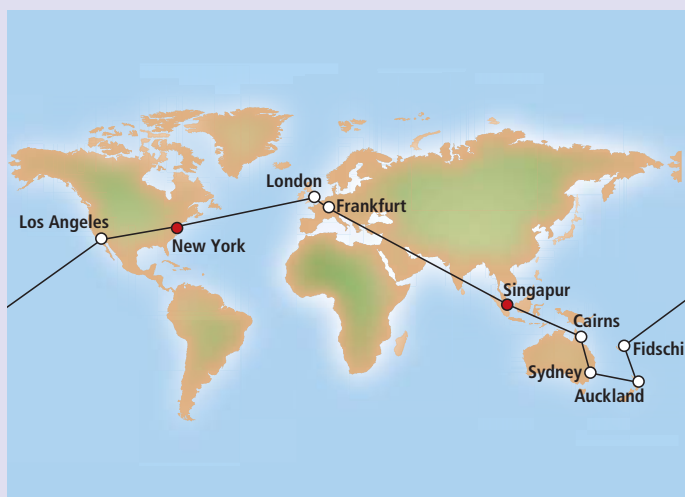 London
Frankfurt
Los Angeles
New York
Singapur
Cairns
Fidschi
Sydney
Auckland